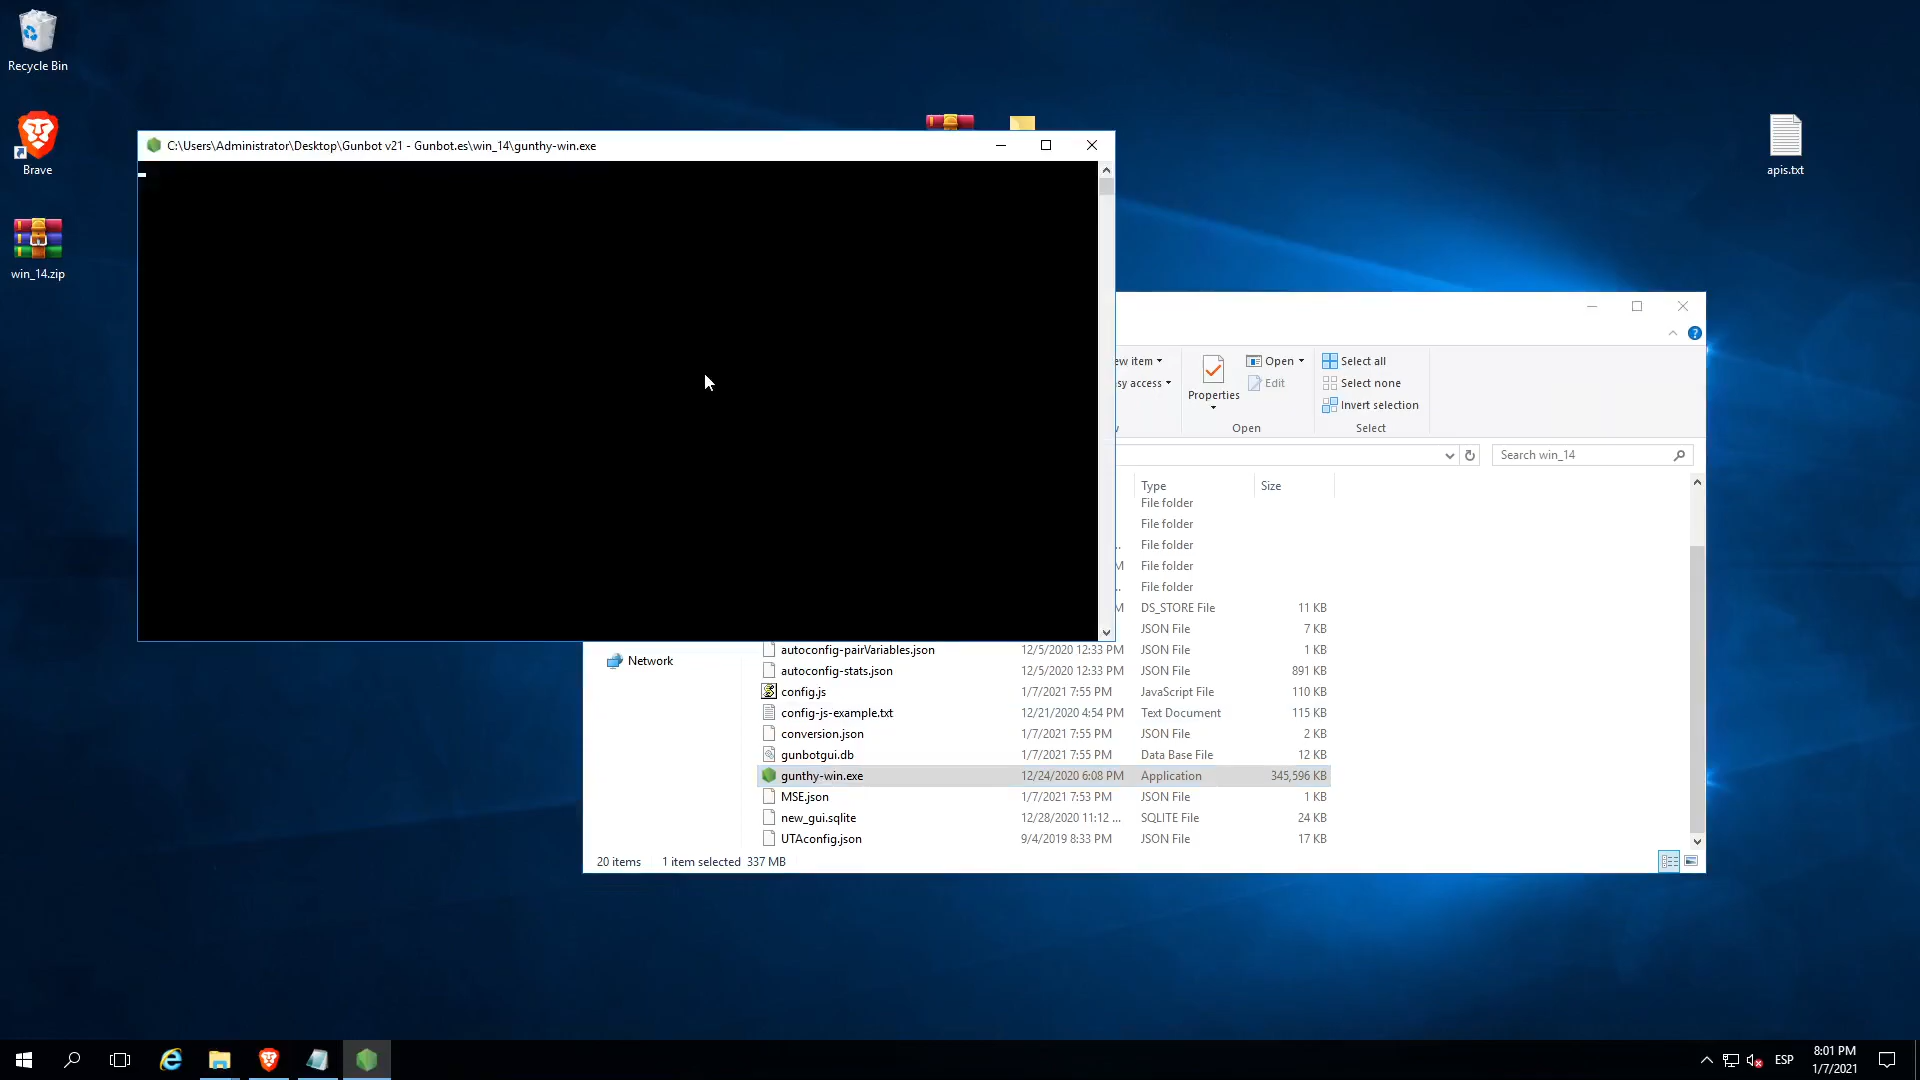 Recycle Bin
Brave
win_14.zip
apis.txt
C:\Users\Administrator\Desktop\Gunbot v21 - Gunbot.es\win_14\gunthy-win.exe
ew item
sy access
Properties
Open
Edit
Open
Select all
Select none
Invert selection
Select
Search win_14
Type Size
File folder
File folder
.. File folder
M File folder
.. File folder
M DS_STORE File 11 KB
JSON File 7 KB
Network
autoconfig-pairVariables.json 12/5/2020 12:33 PM JSON File 1 KB
autoconfig-stats.json 12/5/2020 12:33 PM JSON File 891 KB
config.js 1/7/2021 7:55 PM JavaScript File 110 KB
config-js-example.txt 12/21/2020 4:54 PM Text Document 115 KB
conversion.json 1/7/2021 7:55 PM JSON File 2 KB
gunbotgui.db 1/7/2021 7:55 PM Data Base File 12 KB
gunthy-win.exe 12/24/2020 6:08 PM Application 345,596 KB
MSE.json 1/7/2021 7:53 PM JSON File 1 KB
new_gui.sqlite 12/28/2020 11:12 ... SQLITE File 24 KB
UTAconfig.json 9/4/2019 8:33 PM JSON File 17 KB
20 items 1 item selected 337 MB
ESP
8:01 PM
1/7/2021